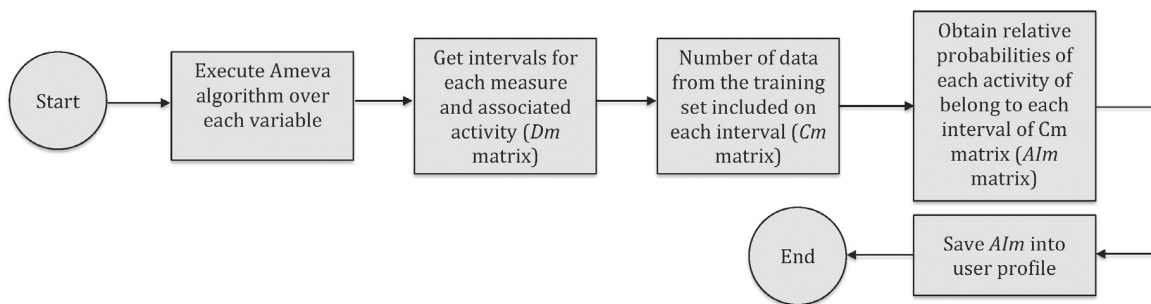 Start
Execute Ameva
algorithm over
each variable
Get intervals for
each measure
and associated
activity (Dm
matrix)
Number of data
from the training
set included on
each interval (Cm
matrix)
Obtain relative
probabilities of
each activity of
belong to each
interval of Cm
matrix (AIm
matrix)
Save AIm into
user profile
End